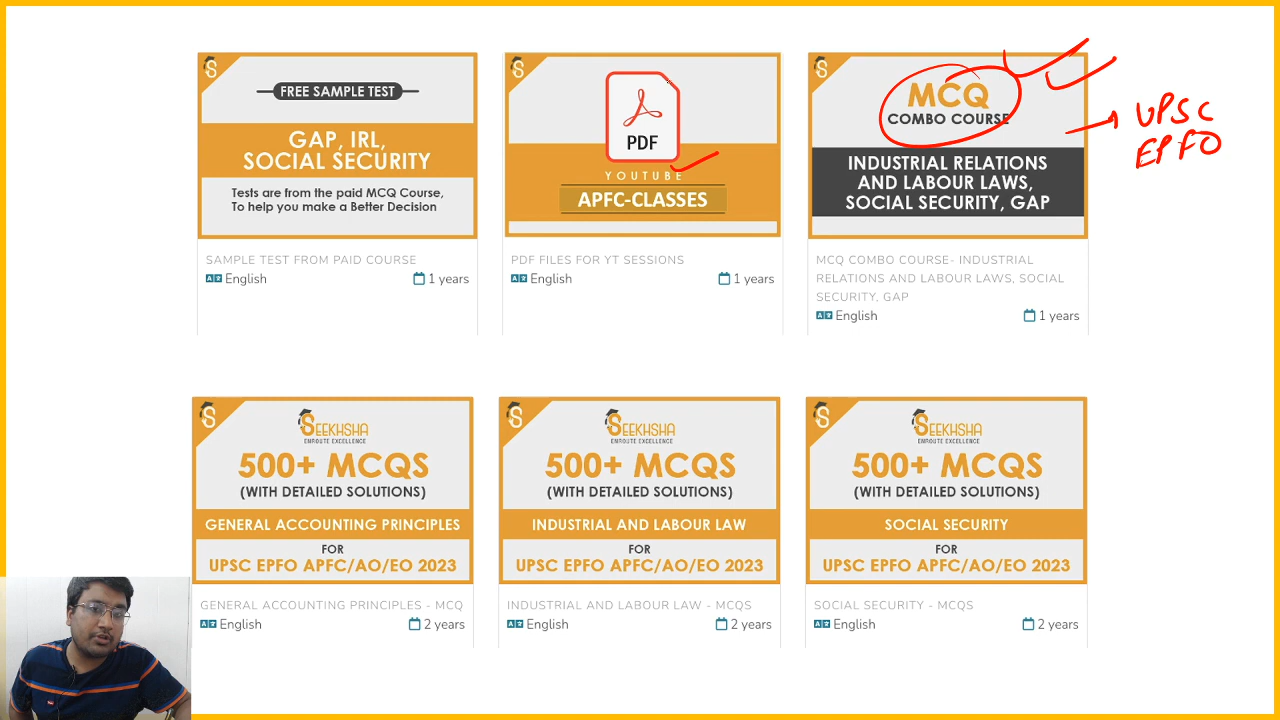 S
FREE SAMPLE TEST
GAP, IRL,
SOCIAL SECURITY
Tests are from the paid MCQ Course,
To help you make a Better Decision
SAMPLE TEST FROM PAID COURSE
English
1 years
S
PDF
YOUTUBE
APFC-CLASSES
PDF FILES FOR YT SESSIONS
English
1 years
S
MCQ
COMBO COURSE
INDUSTRIAL RELATIONS
AND LABOUR LAWS,
SOCIAL SECURITY, GAP
MCQ COMBO COURSE- INDUSTRIAL
RELATIONS AND LABOUR LAWS, SOCIAL
SECURITY, GAP
English
1 years
UPSC
EPFO
S
SEEKHSHA
ENROUTE EXCELLENCE
500+ MCQS
(WITH DETAILED SOLUTIONS)
GENERAL ACCOUNTING PRINCIPLES
FOR
UPSC EPFO APFC/AO/EO 2023
GENERAL ACCOUNTING PRINCIPLES - MCQ
English
2 years
S
SEEKHSHA
ENROUTE EXCELLENCE
500+ MCQS
(WITH DETAILED SOLUTIONS)
INDUSTRIAL AND LABOUR LAW
FOR
UPSC EPFO APFC/AO/EO 2023
INDUSTRIAL AND LABOUR LAW - MCQS
English
2 years
S
SEEKHSHA
ENROUTE EXCELLENCE
500+ MCQS
(WITH DETAILED SOLUTIONS)
SOCIAL SECURITY
FOR
UPSC EPFO APFC/AO/EO 2023
SOCIAL SECURITY - MCQS
English
2 years